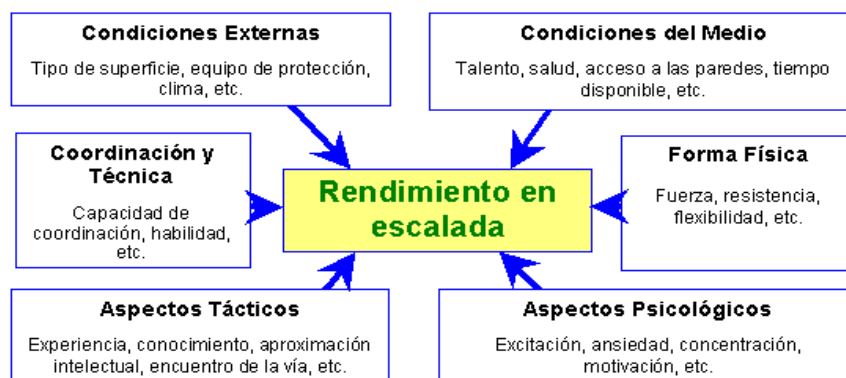 Condiciones Externas
Tipo de superficie, equipo de protección,
clima, etc.
Condiciones del Medio
Talento, salud, acceso a las paredes, tiempo
disponible, etc.
Coordinación y
Técnica
Capacidad de
coordinación, habilidad,
etc.
Rendimiento en
escalada
Forma Física
Fuerza, resistencia,
flexibilidad, etc.
Aspectos Tácticos
Experiencia, conocimiento, aproximación
intelectual, encuentro de la vía, etc.
Aspectos Psicológicos
Excitación, ansiedad, concentración,
motivación, etc.